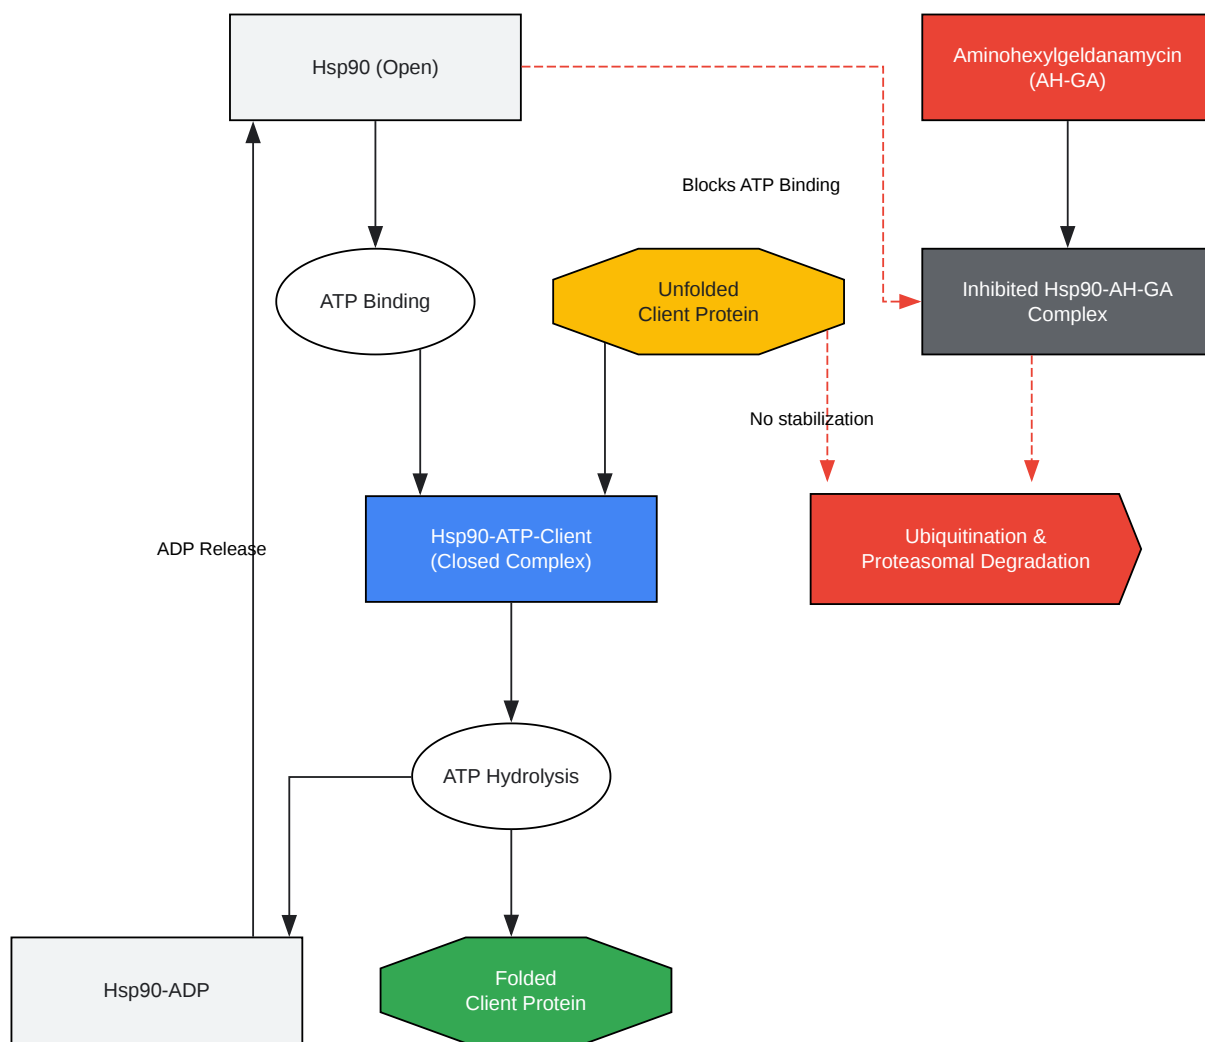 Hsp90 (Open)
Aminohexylgeldanamycin
(AH-GA)
Blocks ATP Binding
ATP Binding
Unfolded
Client Protein
Inhibited Hsp90-AH-GA
Complex
No stabilization
Hsp90-ATP-Client
(Closed Complex)
Ubiquitination &
Proteasomal Degradation
ADP Release
ATP Hydrolysis
Hsp90-ADP
Folded
Client Protein